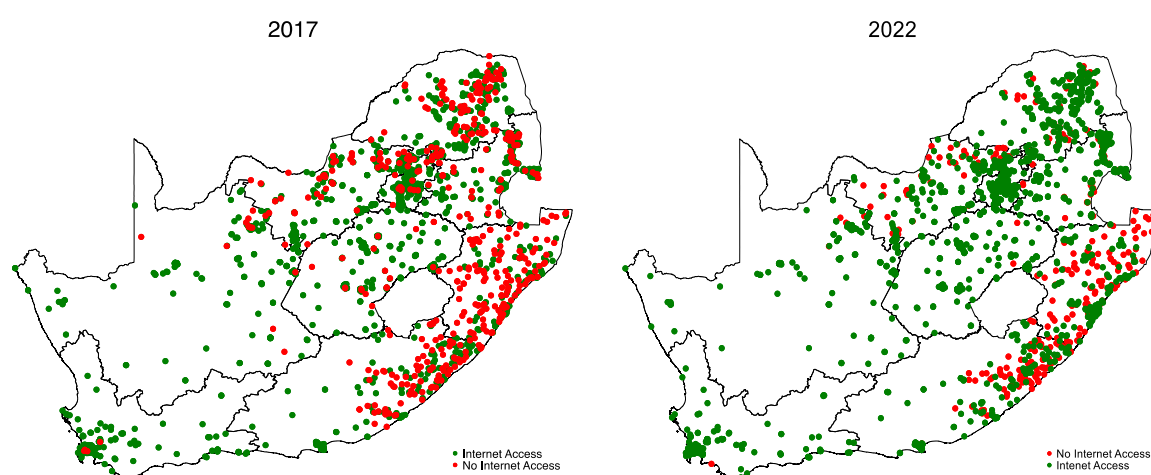 2017
2022
Internet Access
No Internet Access
No Internet Access
Intenet Access